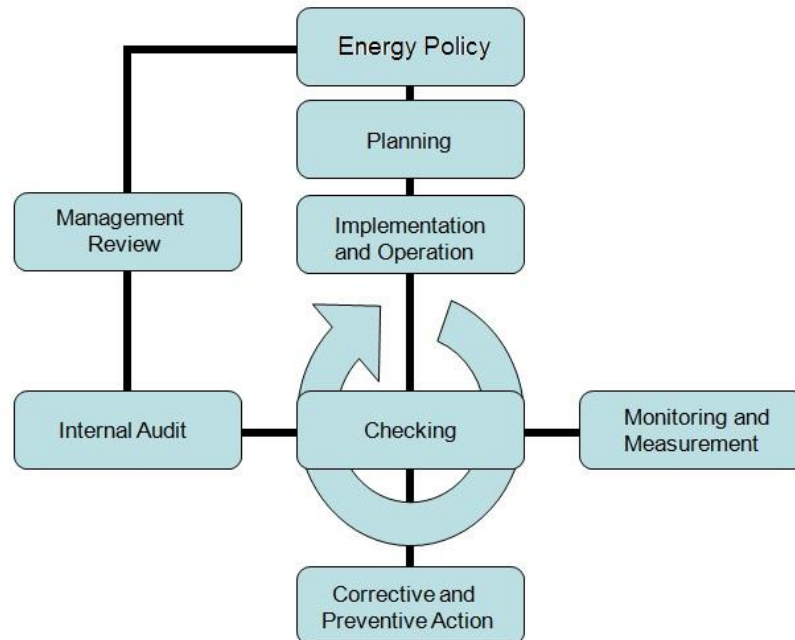 Energy Policy
Planning
Management
Review
Implementation
and Operation
Internal Audit
Checking
Monitoring and
Measurement
Corrective and
Preventive Action